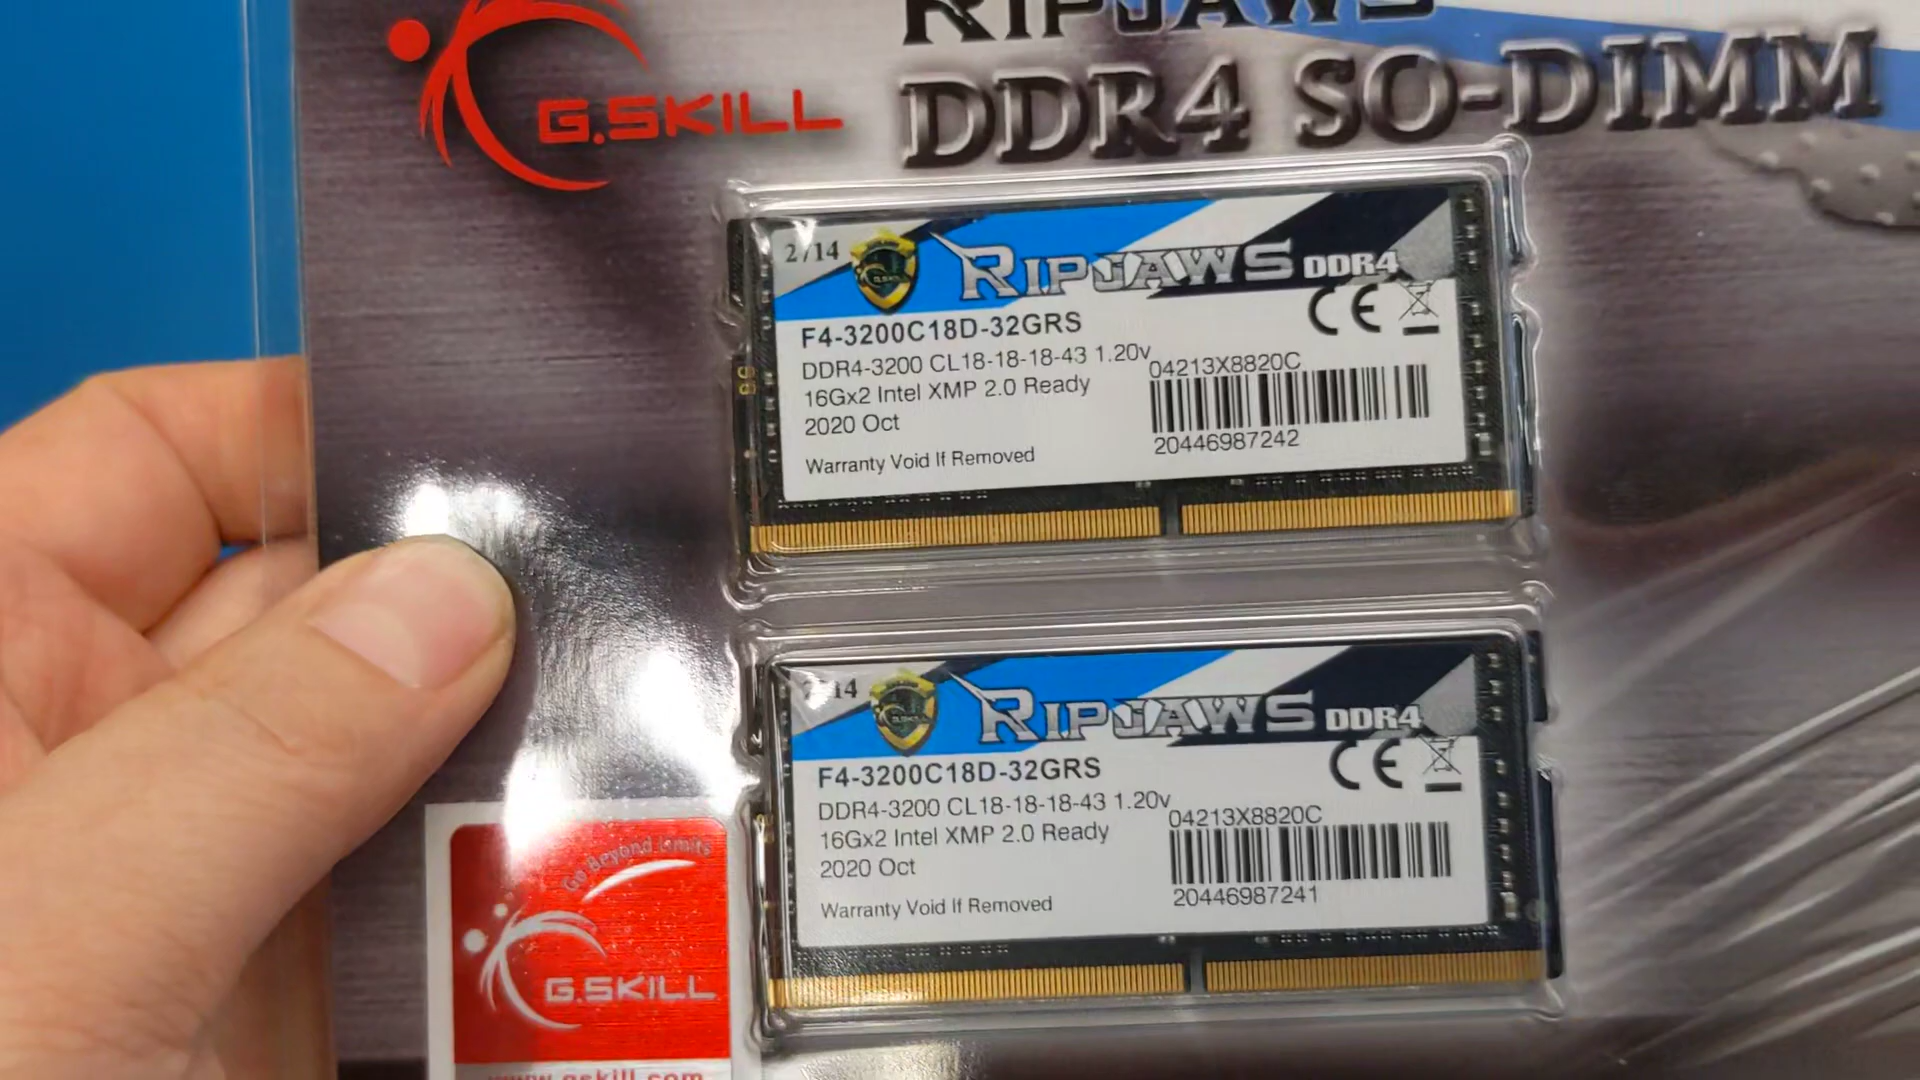 RIPJAWS
G.SKILL
DDR4 SO-DIMM
2/14
RIPJAWS DDR4
F4-3200C18D-32GRS
CE
DDR4-3200 CL18-18-18-43 1.20v
04213X8820C
16Gx2 Intel XMP 2.0 Ready
2020 Oct
20446987242
Warranty Void If Removed
2/14
RIPJAWS DDR4
F4-3200C18D-32GRS
CE
DDR4-3200 CL18-18-18-43 1.20v
04213X8820C
16Gx2 Intel XMP 2.0 Ready
2020 Oct
20446987241
Warranty Void If Removed
Go Beyond Limits
G.SKILL
www.gskill.com